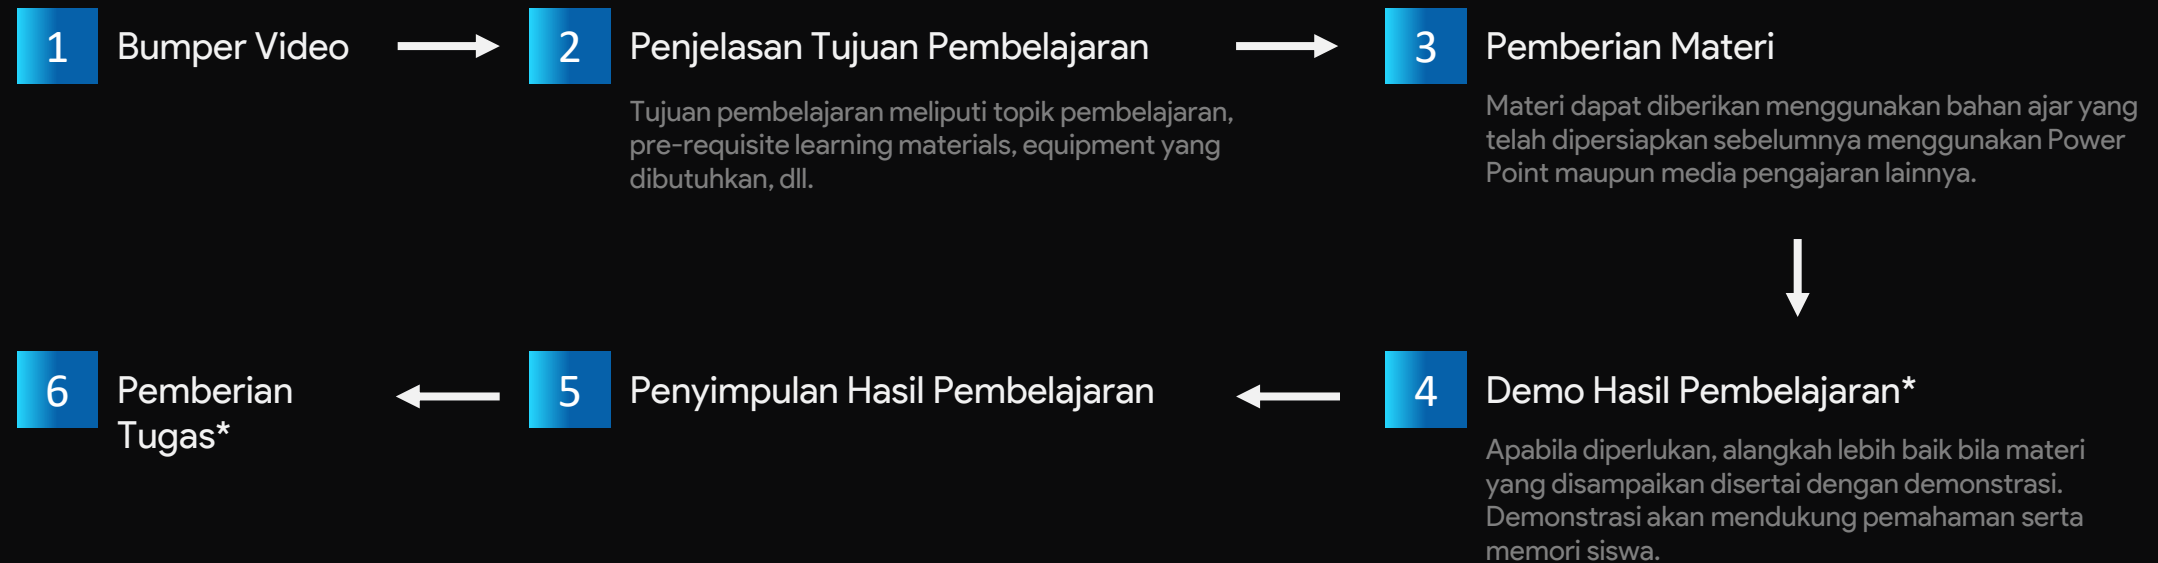 1
Bumper Video
2
Penjelasan Tujuan Pembelajaran
Tujuan pembelajaran meliputi topik pembelajaran,
pre-requisite learning materials, equipment yang
dibutuhkan, dll.
3
Pemberian Materi
Materi dapat diberikan menggunakan bahan ajar yang
telah dipersiapkan sebelumnya menggunakan Power
Point maupun media pengajaran lainnya.
4
Demo Hasil Pembelajaran*
Apabila diperlukan, alangkah lebih baik bila materi
yang disampaikan disertai dengan demonstrasi.
Demonstrasi akan mendukung pemahaman serta
memori siswa.
5
Penyimpulan Hasil Pembelajaran
6
Pemberian
Tugas*